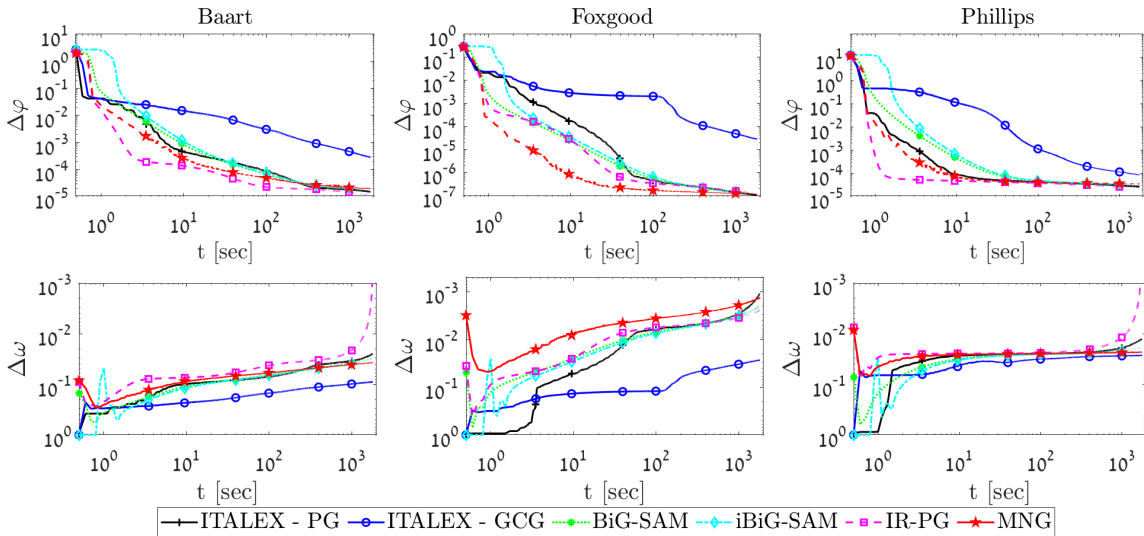 Baart Foxgood Phillips
10^1 10^0 10^-1 10^-2 10^-3 10^-4 10^-5
Δφ
10^0 10^1 10^2 10^3
t [sec]
10^0 10^-1 10^-2 10^-3 10^-4 10^-5 10^-6 10^-7
Δφ
10^0 10^1 10^2 10^3
t [sec]
10^3 10^2 10^1 10^0 10^-1 10^-2 10^-3 10^-4 10^-5
Δφ
10^0 10^1 10^2 10^3
t [sec]
10^-3 10^-2 10^-1 10^0
Δω
10^0 10^1 10^2 10^3
t [sec]
10^-3 10^-2 10^-1 10^0
Δω
10^0 10^1 10^2 10^3
t [sec]
10^-3 10^-2 10^-1 10^0
Δω
10^0 10^1 10^2 10^3
t [sec]
ITALEX - PG ITALEX - GCG BiG-SAM iBiG-SAM IR-PG MNG